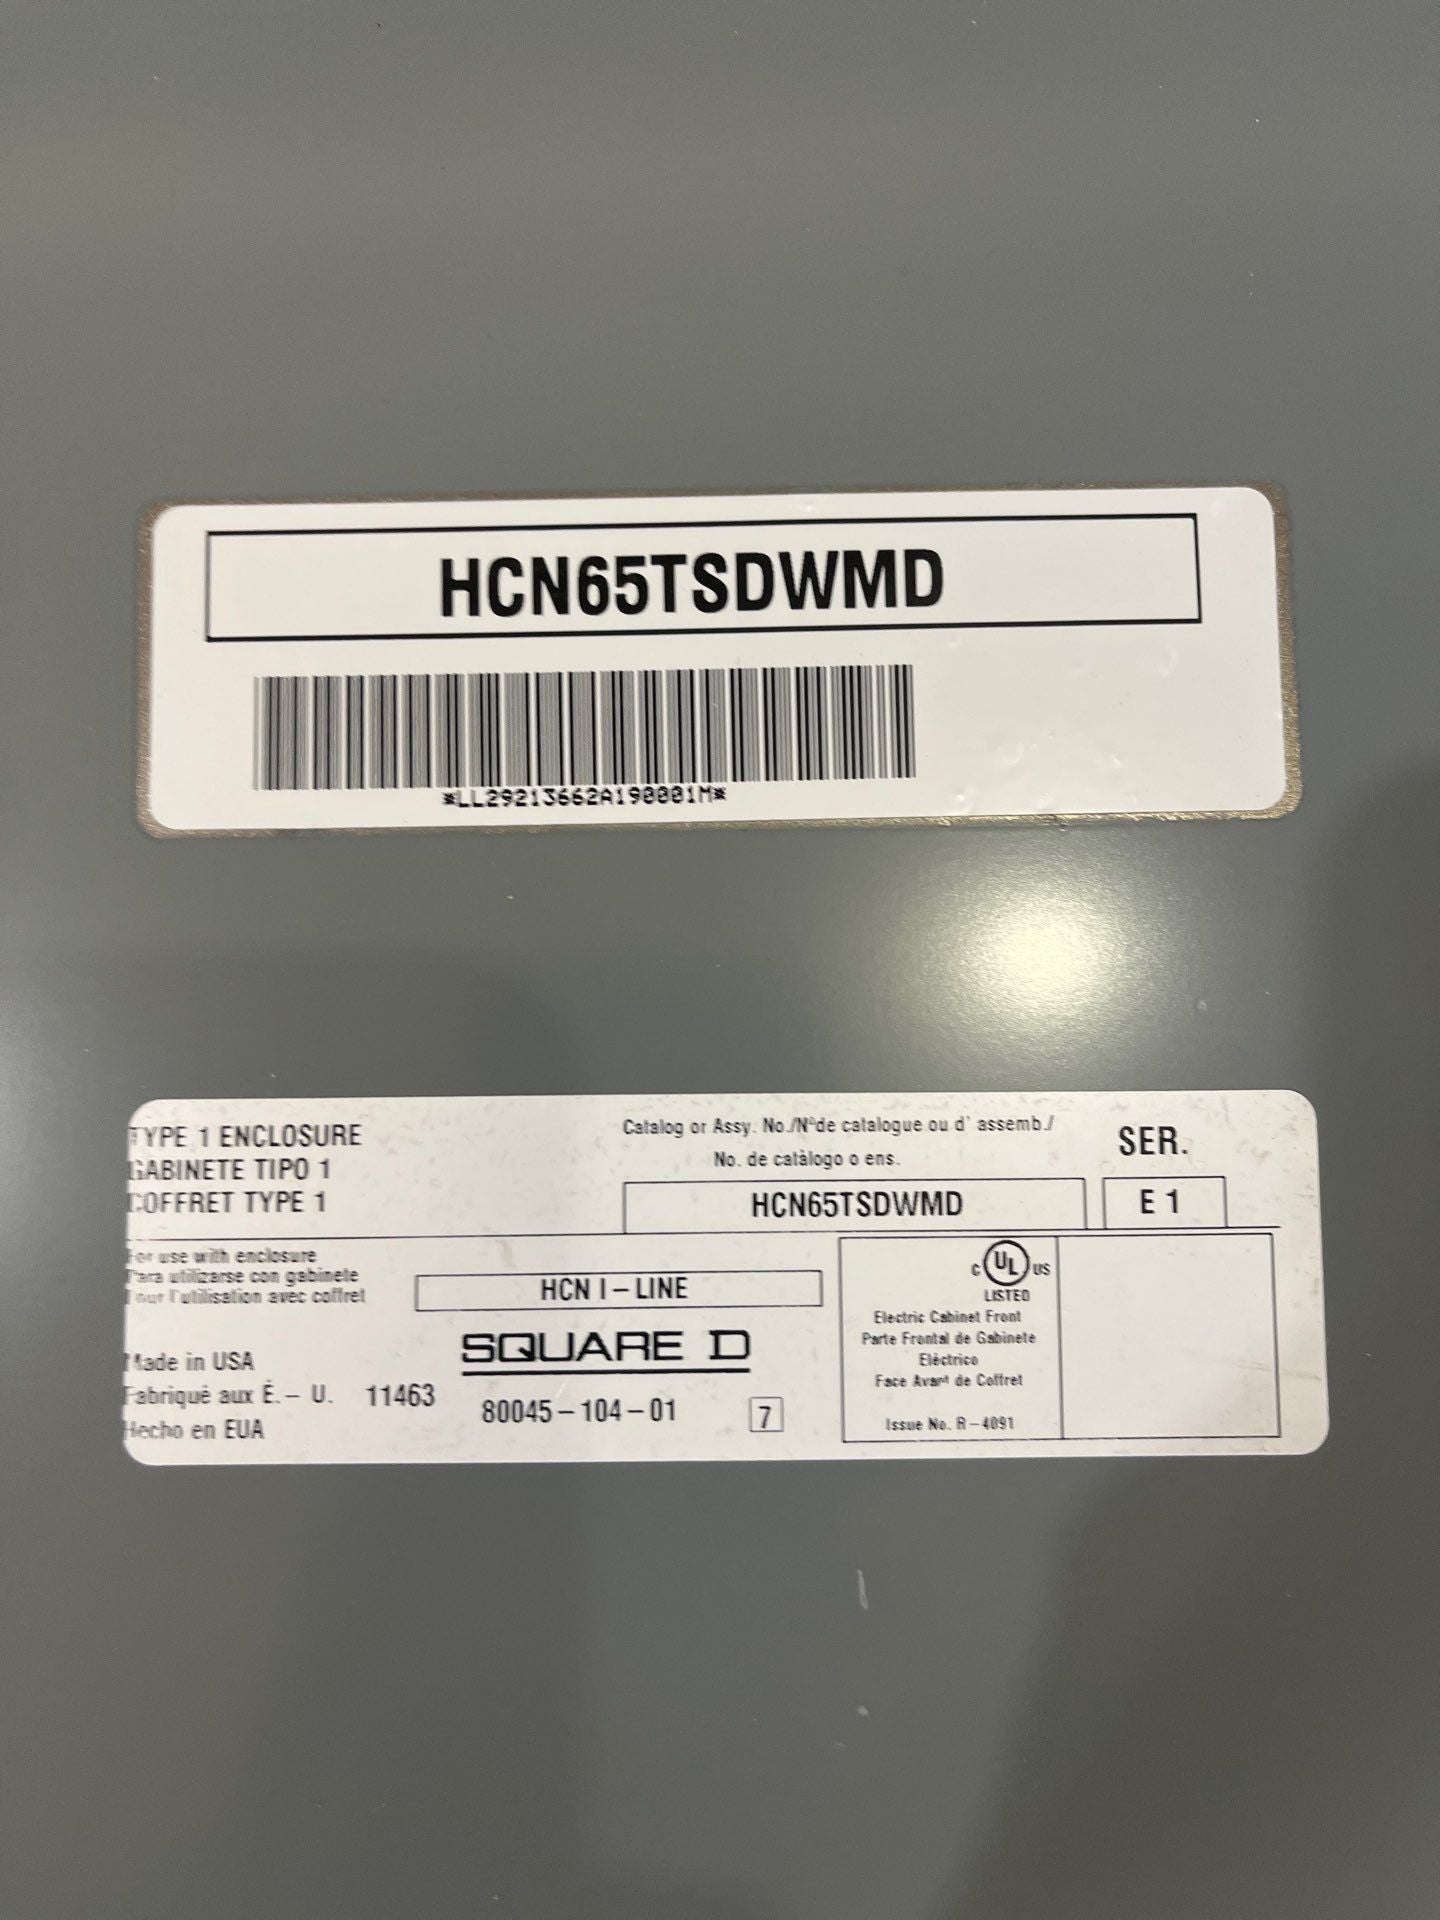 HCN65TSDWMD
*LL29213662A190001M*
TYPE 1 ENCLOSURE
GABINETE TIPO 1
COFFRET TYPE 1
Catalog or Assy. No./N°de catalogue ou d' assemb./
No. de catàlogo o ens.
SER.
HCN65TSDWMD
E 1
For use with enclosure
Para utilizarse con gabinete
Pour l'utilisation avec coffret
HCN I-LINE
SQUARE D
Made in USA
Fabriqué aux É.- U.
Hecho en EUA
11463
80045-104-01
7
C UL US
LISTED
Electric Cabinet Front
Parte Frontal de Gabinete
Eléctrico
Face Avant de Coffret
Issue No. R-4091